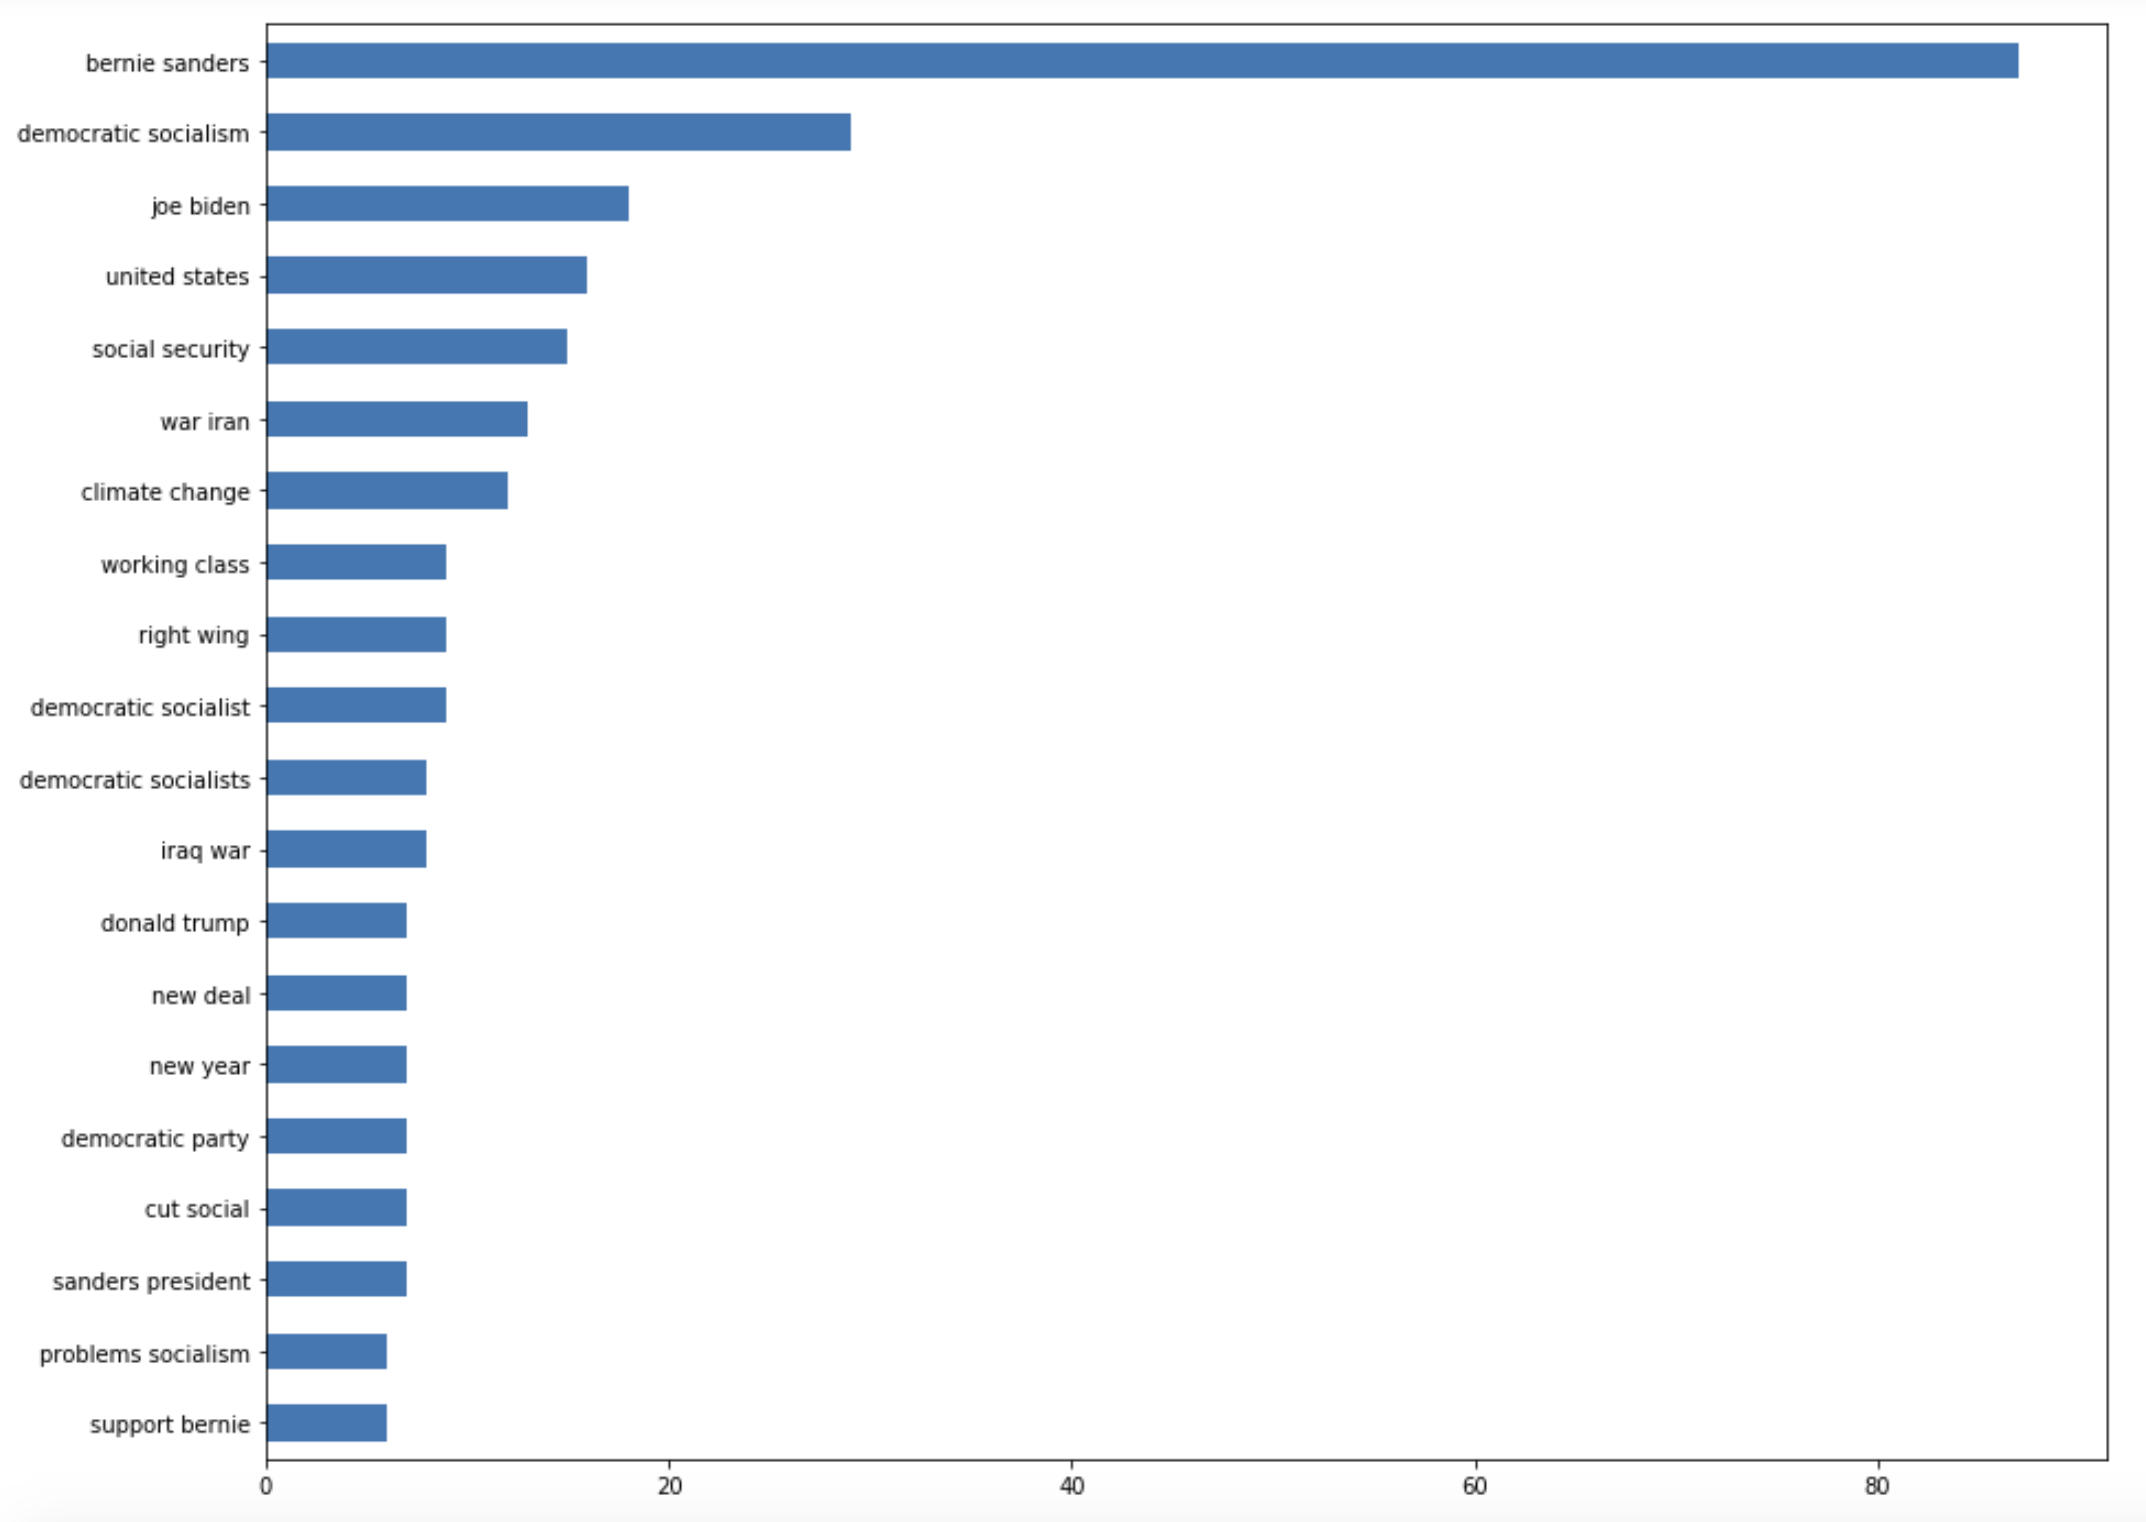 bernie sanders
democratic socialism
joe biden
united states
social security
war iran
climate change
working class
right wing
democratic socialist
democratic socialists
iraq war
donald trump
new deal
new year
democratic party
cut social
sanders president
problems socialism
support bernie
0 20 40 60 80